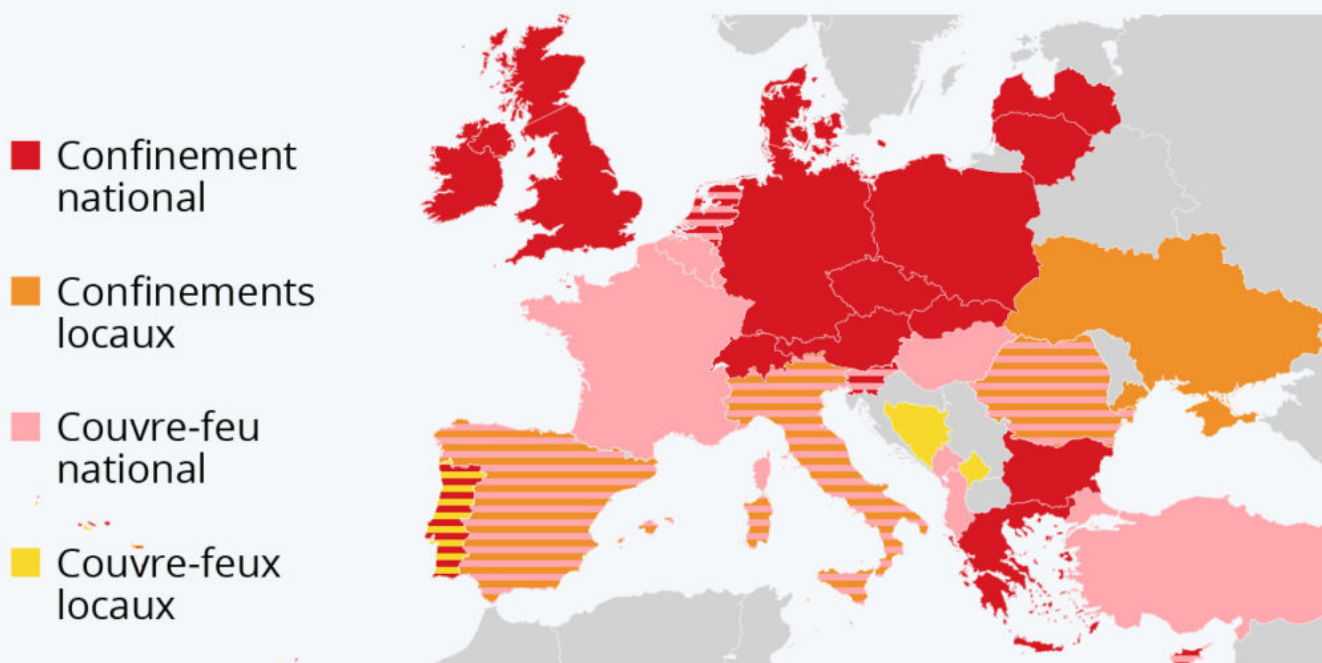 Confinement
national
Confinements
locaux
Couvre-feu
national
Couvre-feux
locaux